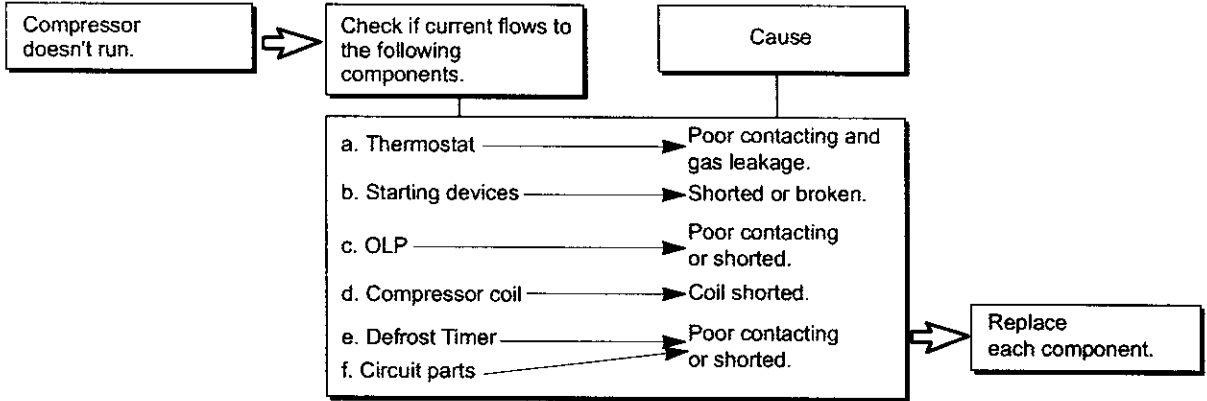 Compressor
doesn't run.
Check if current flows to
the following
components.
Cause
a. Thermostat
Poor contacting and
gas leakage.
b. Starting devices
Shorted or broken.
c. OLP
Poor contacting
or shorted.
d. Compressor coil
Coil shorted.
e. Defrost Timer
f. Circuit parts
Poor contacting
or shorted.
Replace
each component.